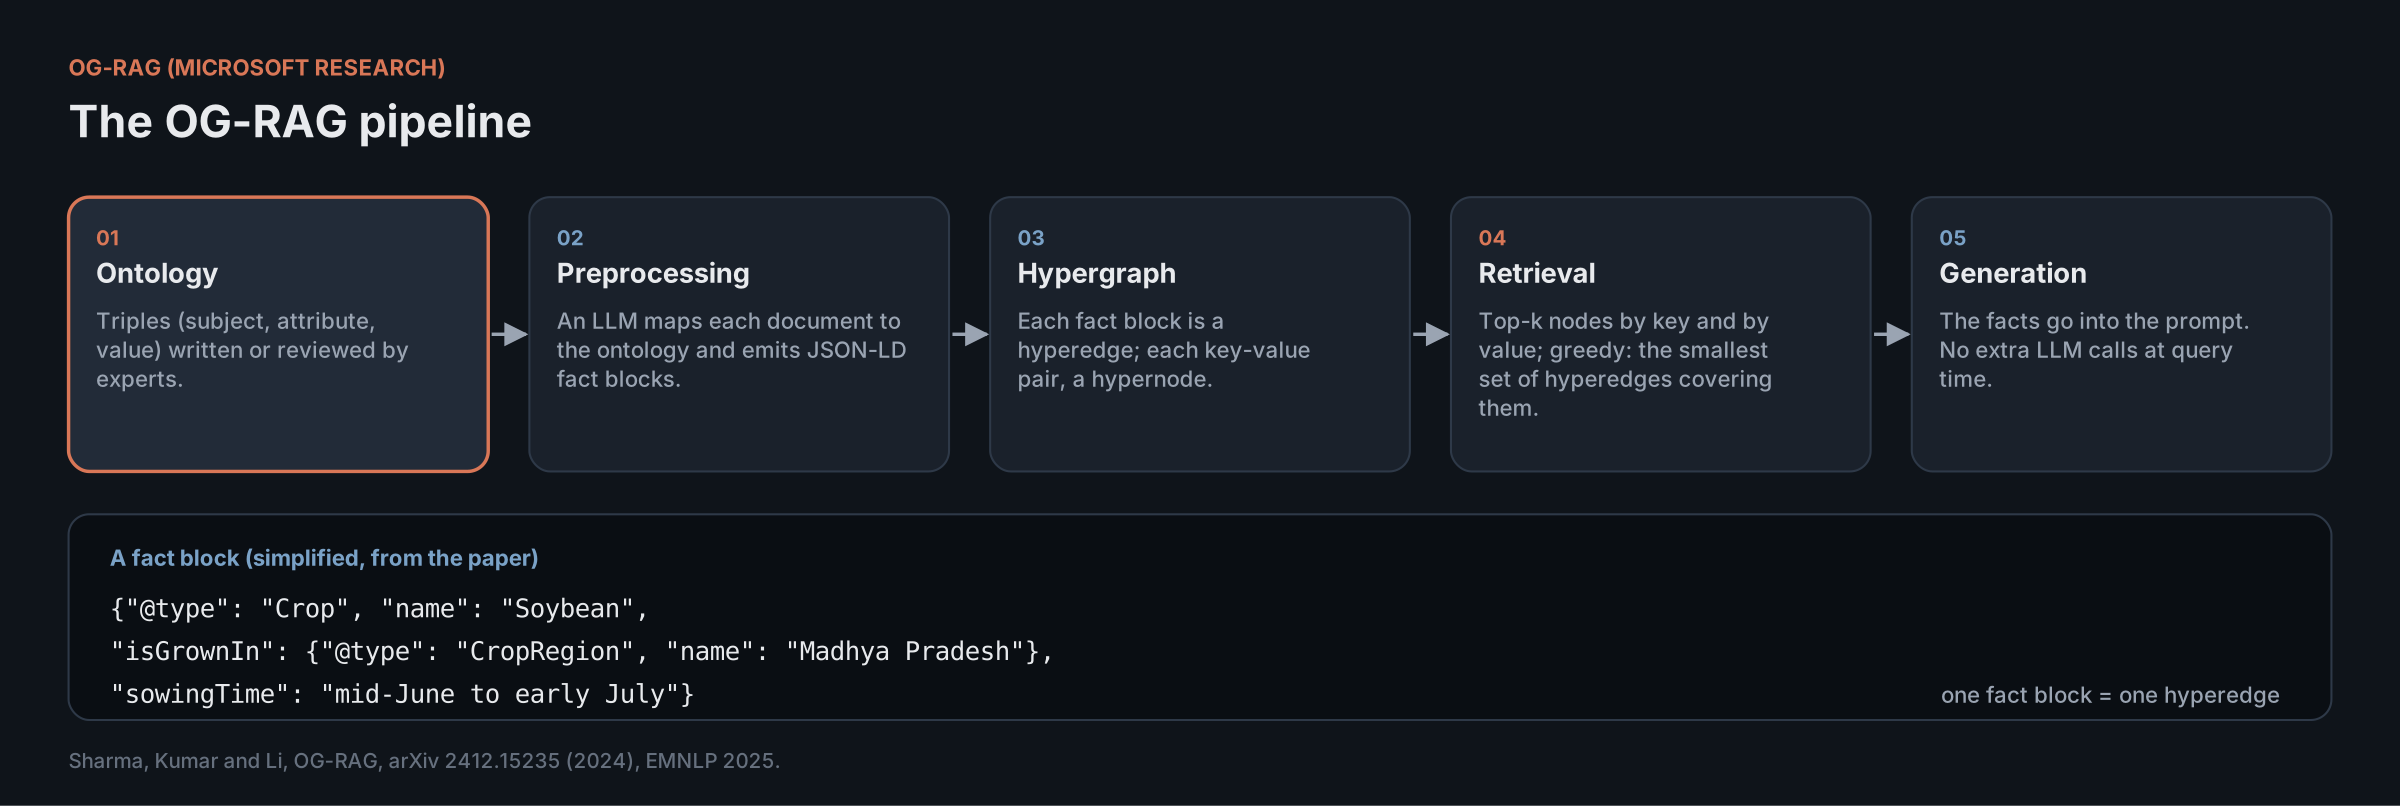 OG-RAG (MICROSOFT RESEARCH)
The OG-RAG pipeline
01
Ontology
Triples (subject, attribute,
value) written or reviewed by
experts.
02
Preprocessing
An LLM maps each document to
the ontology and emits JSON-LD
fact blocks.
03
Hypergraph
Each fact block is a
hyperedge; each key-value
pair, a hypernode.
04
Retrieval
Top-k nodes by key and by
value; greedy: the smallest
set of hyperedges covering
them.
05
Generation
The facts go into the prompt.
No extra LLM calls at query
time.
A fact block (simplified, from the paper)
{"@type": "Crop", "name": "Soybean",
"isGrownIn": {"@type": "CropRegion", "name": "Madhya Pradesh"},
"sowingTime": "mid-June to early July"}
one fact block = one hyperedge
Sharma, Kumar and Li, OG-RAG, arXiv 2412.15235 (2024), EMNLP 2025.